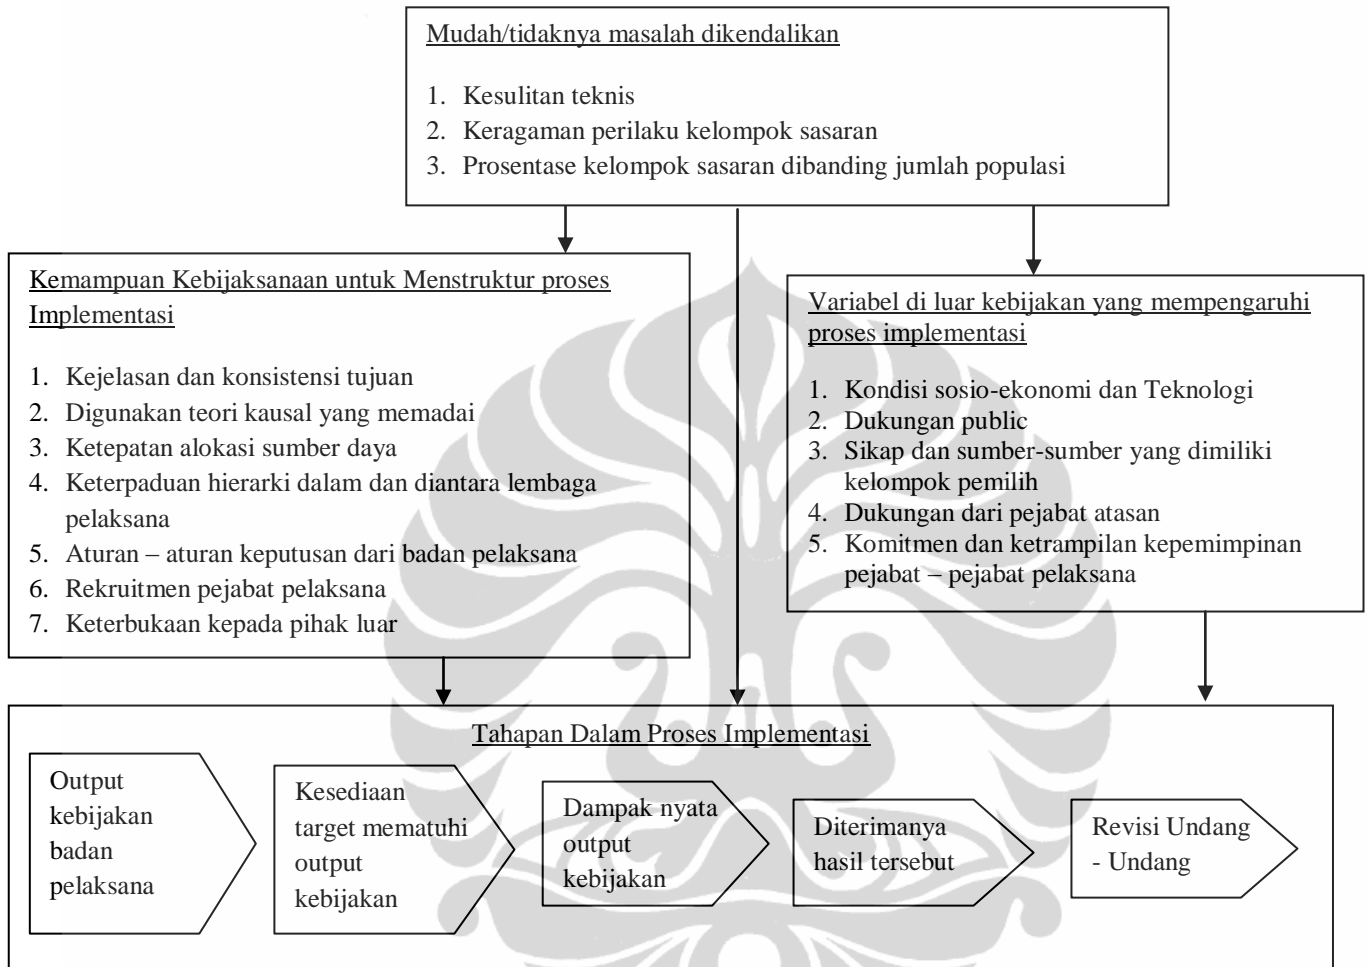 Mudah/tidaknya masalah dikendalikan
1. Kesulitan teknis
2. Keragaman perilaku kelompok sasaran
3. Prosentase kelompok sasaran dibanding jumlah populasi
Kemampuan Kebijaksanaan untuk Menstruktur proses
Implementasi
1. Kejelasan dan konsistensi tujuan
2. Digunakan teori kausal yang memadai
3. Ketepatan alokasi sumber daya
4. Keterpaduan hierarki dalam dan diantara lembaga
pelaksana
5. Aturan – aturan keputusan dari badan pelaksana
6. Rekruitmen pejabat pelaksana
7. Keterbukaan kepada pihak luar
Variabel di luar kebijakan yang mempengaruhi
proses implementasi
1. Kondisi sosio-ekonomi dan Teknologi
2. Dukungan public
3. Sikap dan sumber-sumber yang dimiliki
kelompok pemilih
4. Dukungan dari pejabat atasan
5. Komitmen dan ketrampilan kepemimpinan
pejabat – pejabat pelaksana
Tahapan Dalam Proses Implementasi
Output
kebijakan
badan
pelaksana
Kesediaan
target mematuhi
output
kebijakan
Dampak nyata
output
kebijakan
Diterimanya
hasil tersebut
Revisi Undang
- Undang